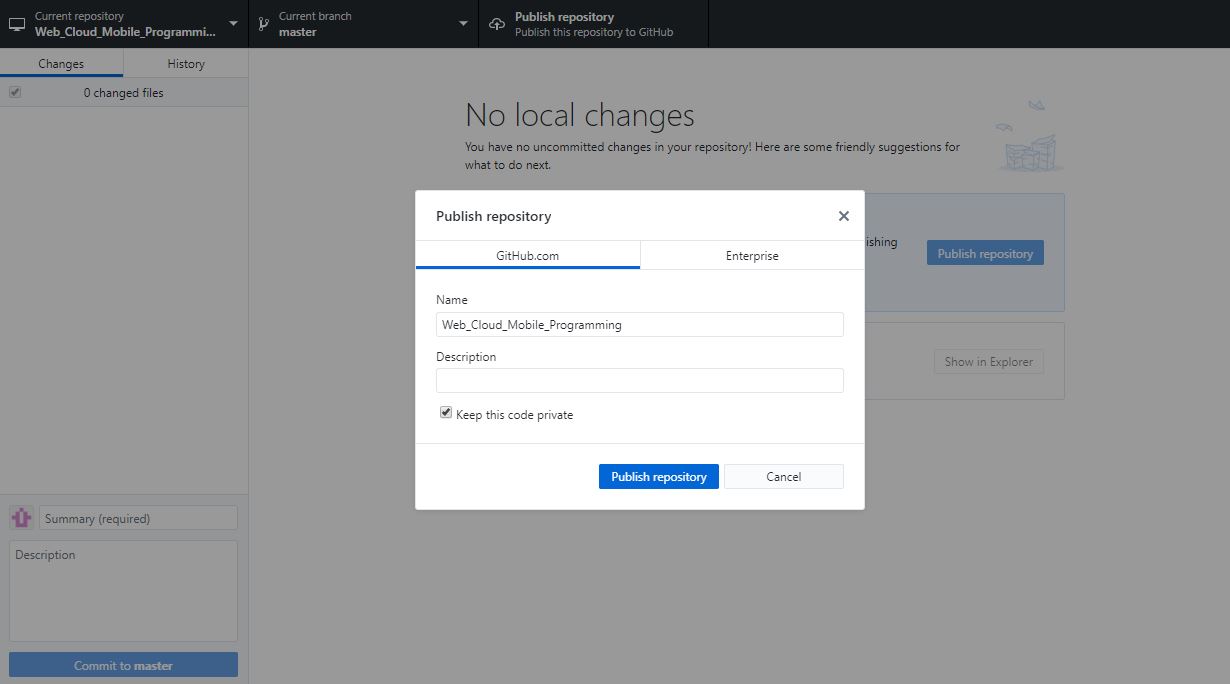 Current repository
Web_Cloud_Mobile_Programmi...
Current branch
master
Publish repository
Publish this repository to GitHub
Changes
History
0 changed files
No local changes
You have no uncommitted changes in your repository! Here are some friendly suggestions for
what to do next.
Publish repository
GitHub.com
Enterprise
ishing
Publish repository
Name
Web_Cloud_Mobile_Programming
Description
Show in Explorer
Keep this code private
Publish repository
Cancel
Summary (required)
Description
Commit to master